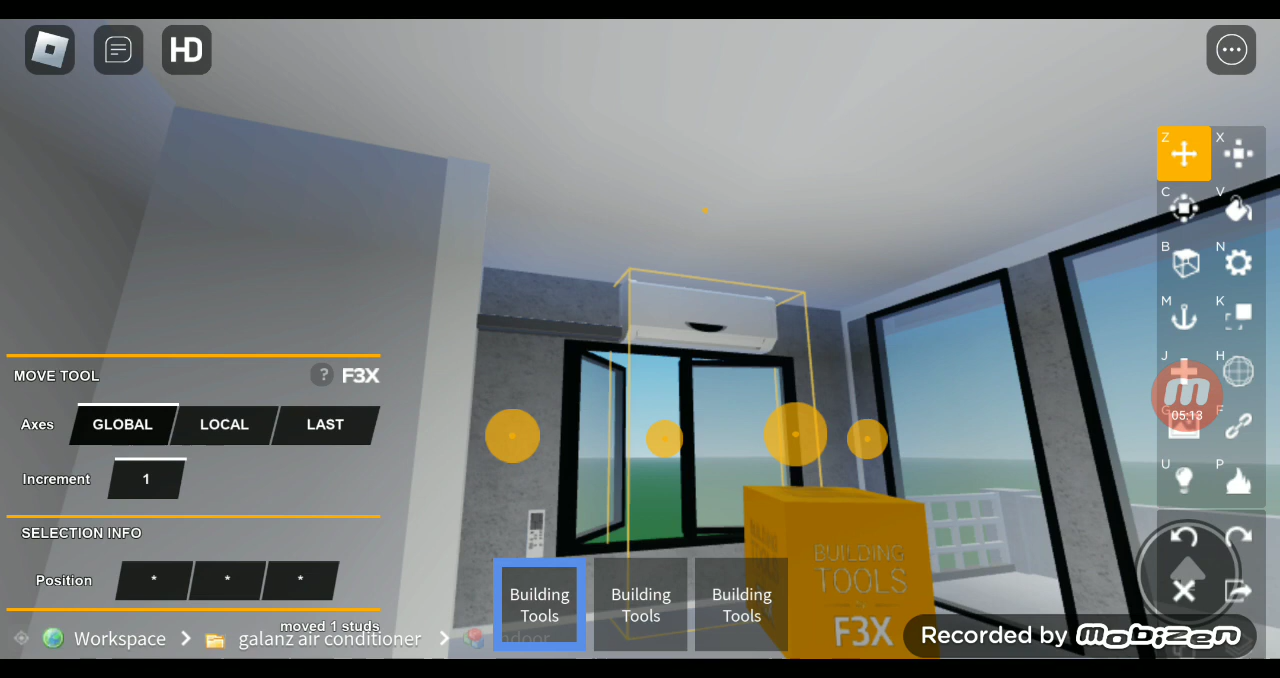 HD
Z X
C V
B N
M K
J H
MOVE TOOL ? F3X
m
05:13
Axes GLOBAL LOCAL LAST
F
Increment 1
U P
SELECTION INFO
Position * * *
BUILDING
TOOLS
F3X
Building
Tools
Building
Tools
Building
Tools
moved 1 studs
Workspace > galanz air conditioner > Indoor
Recorded by mobizen